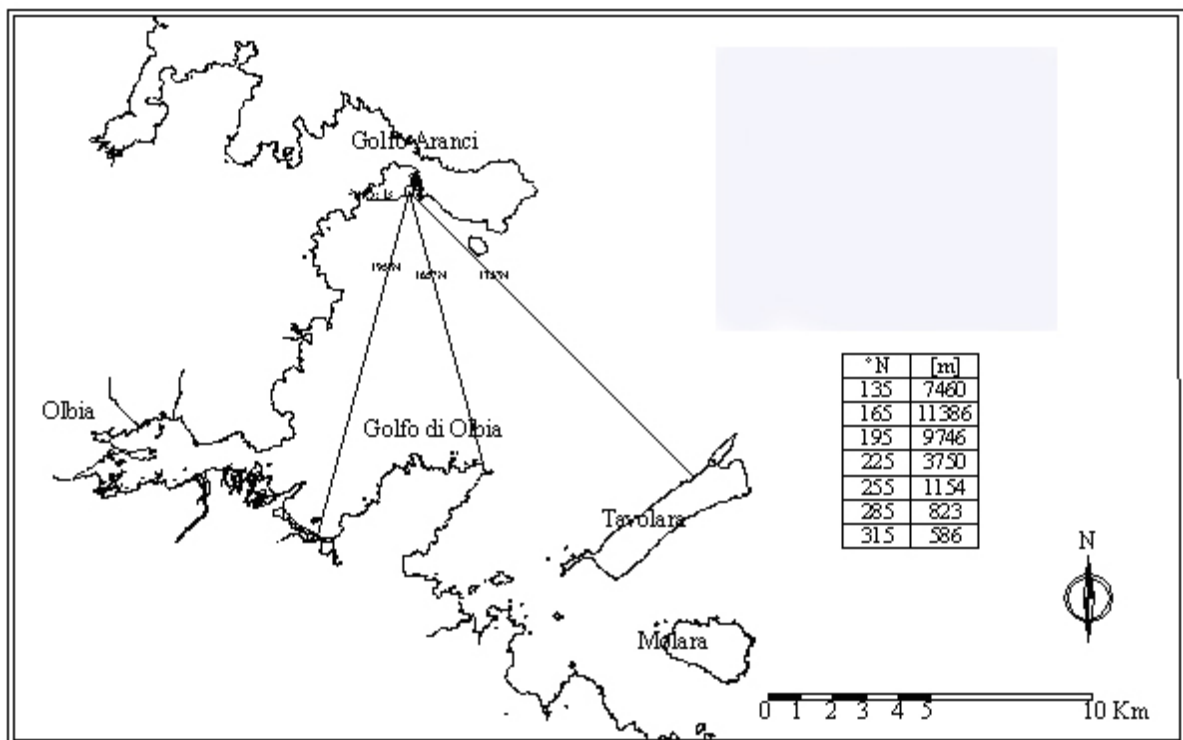 Golfo Aranci
°N [m]
135 7460
165 11386
195 9746
225 3750
255 1154
285 823
315 586
Olbia
Golfo di Olbia
Tavolara
N
Molara
0 1 2 3 4 5 10 Km